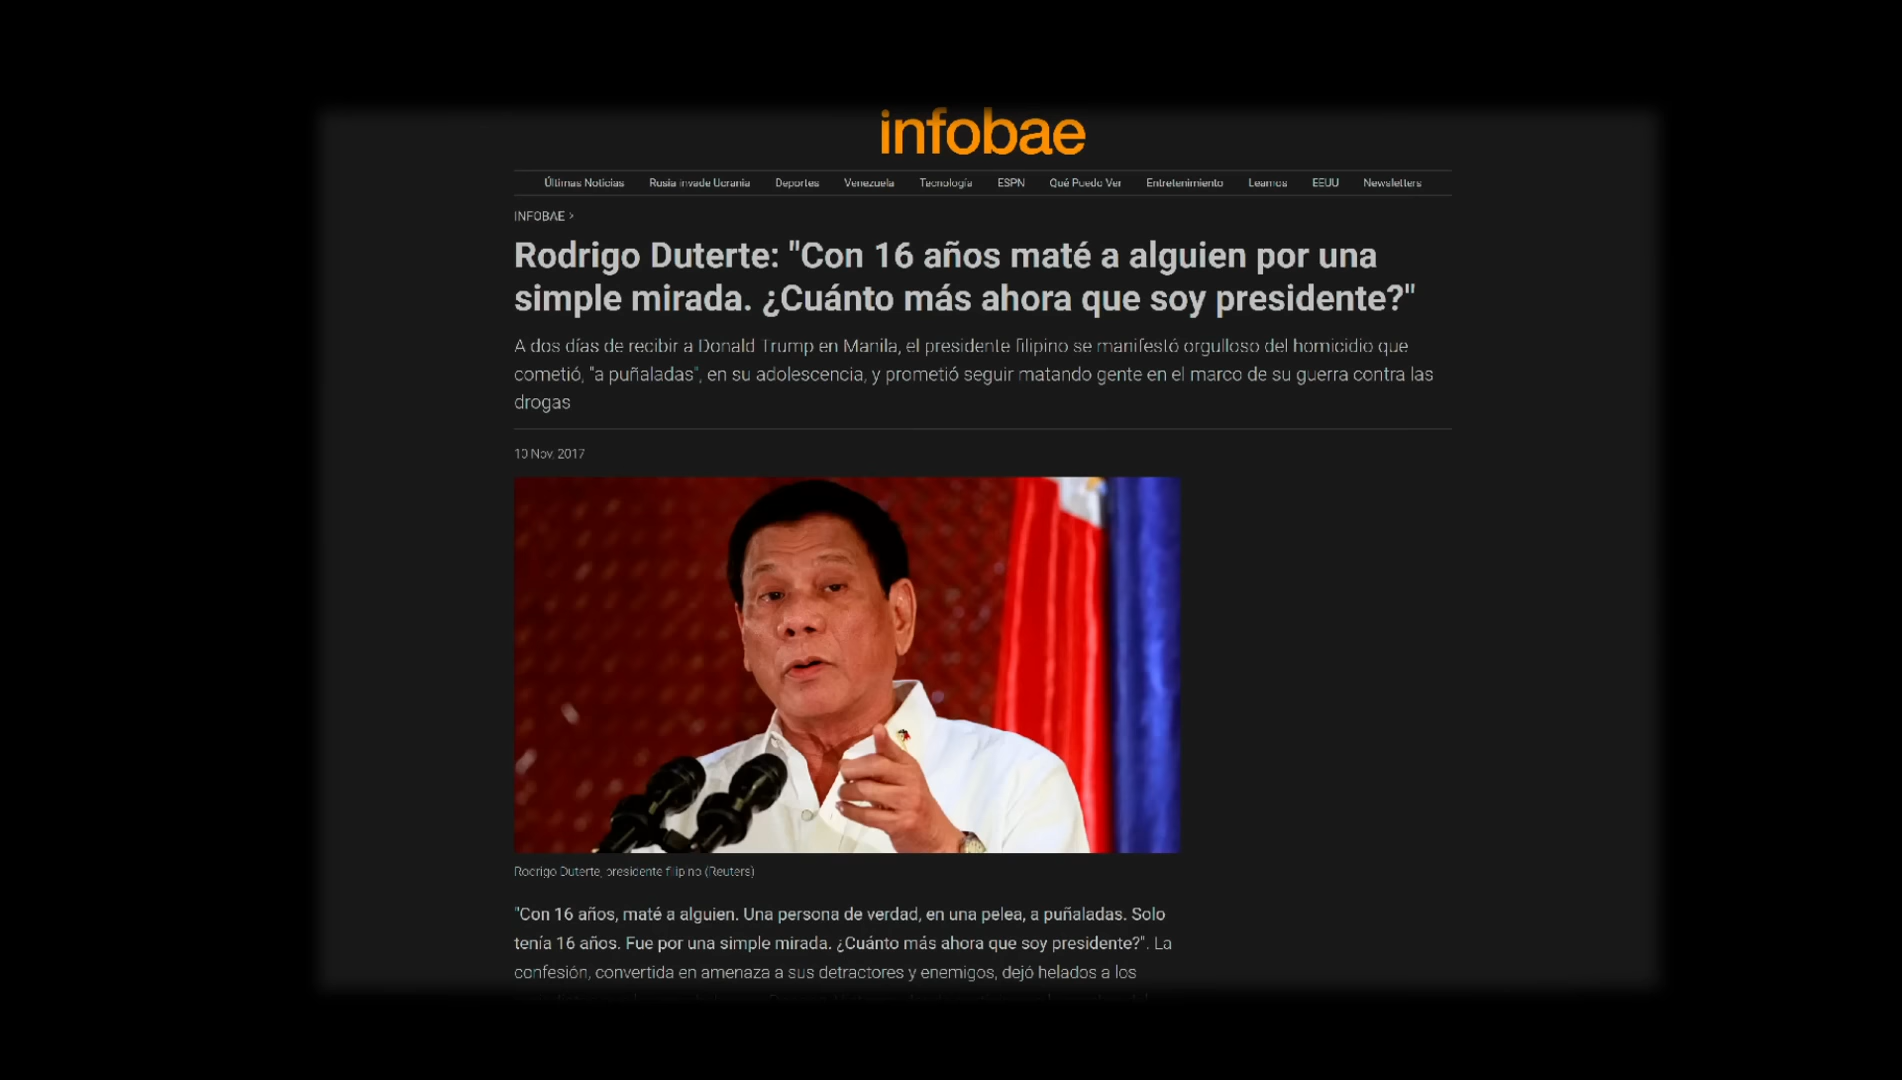 infobae
Últimas Noticias Rusia invade Ucrania Deportes Venezuela Tecnología ESPN Qué Puedo Ver Entretenimiento Leamos EEUU Newsletters
INFOBAE >
Rodrigo Duterte: "Con 16 años maté a alguien por una
simple mirada. ¿Cuánto más ahora que soy presidente?"
A dos días de recibir a Donald Trump en Manila, el presidente filipino se manifestó orgulloso del homicidio que
cometió, "a puñaladas", en su adolescencia, y prometió seguir matando gente en el marco de su guerra contra las
drogas
10 Nov, 2017
Rodrigo Duterte, presidente filipino (Reuters)
"Con 16 años, maté a alguien. Una persona de verdad, en una pelea, a puñaladas. Solo
tenía 16 años. Fue por una simple mirada. ¿Cuánto más ahora que soy presidente?". La
confesión, convertida en amenaza a sus detractores y enemigos, dejó helados a los